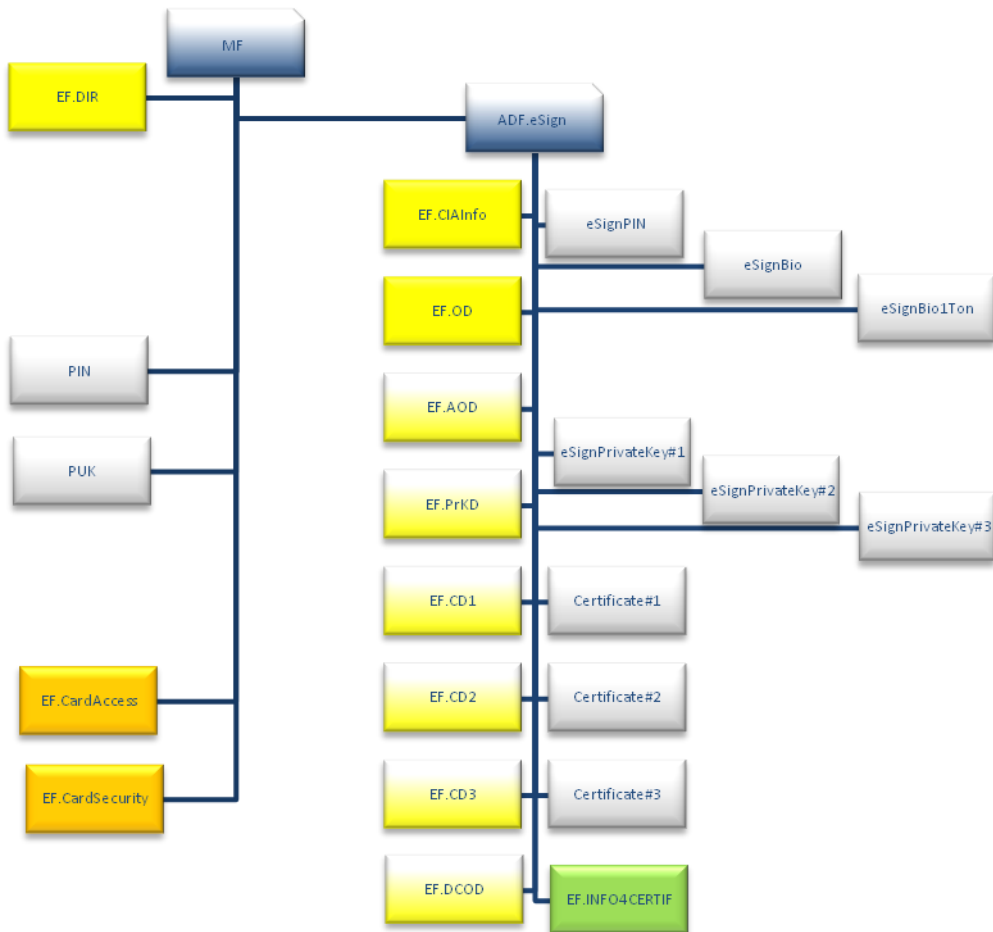 MF
EF.DIR
ADF.eSign
EF.CIAInfo
eSignPIN
eSignBio
EF.OD
eSignBio1Ton
PIN
EF.AOD
PUK
eSignPrivateKey#1
EF.PrKD
eSignPrivateKey#2
eSignPrivateKey#3
EF.CD1
Certificate#1
EF.CardAccess
EF.CD2
Certificate#2
EF.CardSecurity
EF.CD3
Certificate#3
EF.DCOD
EF.INFO4CERTIF